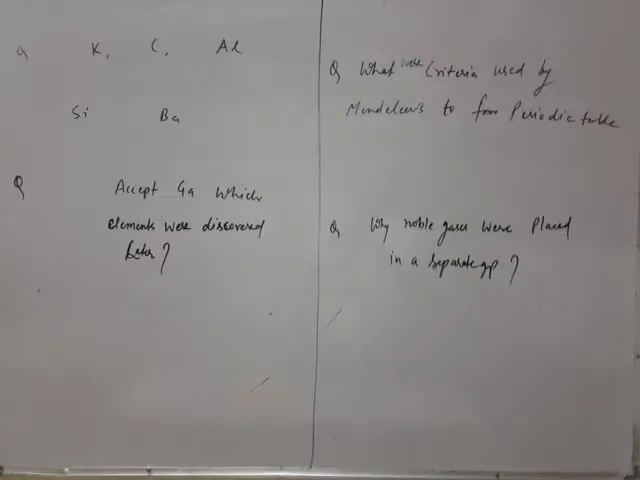 Q K, C, Al
Si Ba
Q Accept Ga which
elements were discovered
Later?
Q What were Criteria used by
Mendeleev's to form Periodic table
Q Why noble gases were placed
in a separate gp?